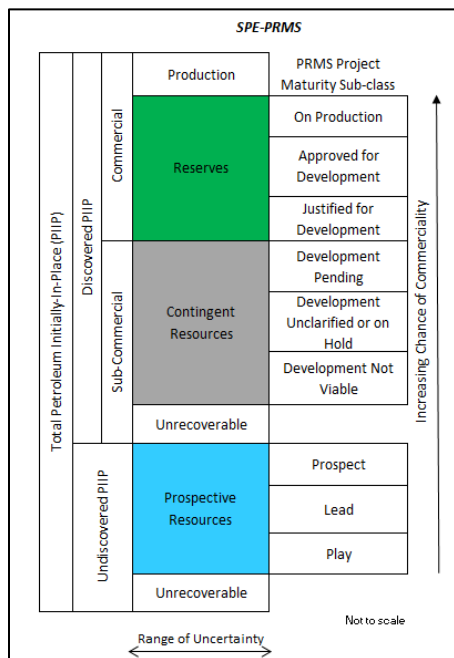 SPE-PRMS
Production
PRMS Project
Maturity Sub-class
Total Petroleum Initially-In-Place (PIIP)
Discovered PIIP
Commercial
Reserves
On Production
Approved for
Development
Justified for
Development
Sub-Commercial
Contingent
Resources
Development
Pending
Development
Unclarified or on
Hold
Development Not
Viable
Unrecoverable
Increasing Chance of Commerciality
Undiscovered PIIP
Prospective
Resources
Prospect
Lead
Play
Unrecoverable
Not to scale
Range of Uncertainty